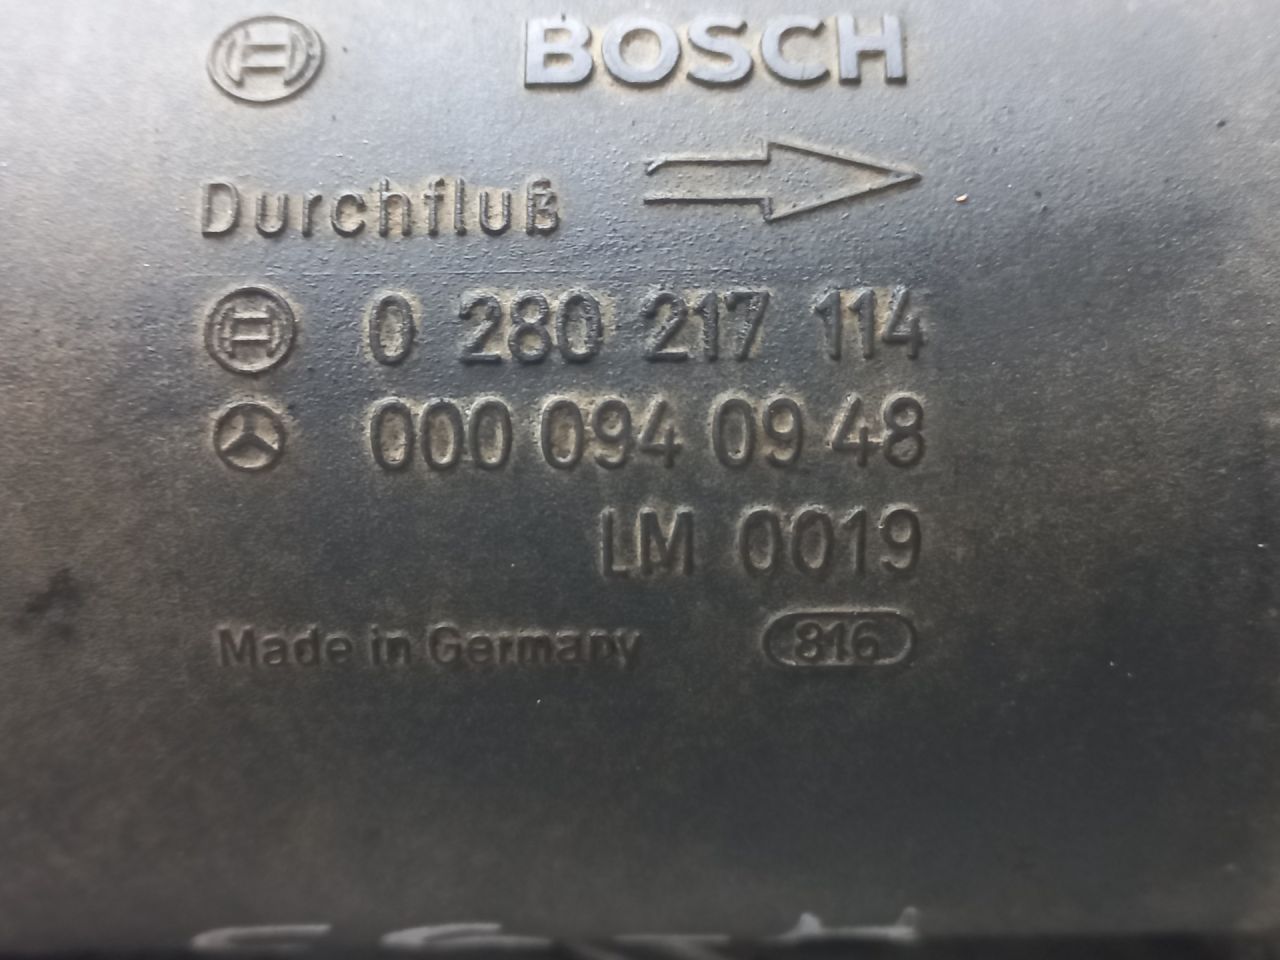 BOSCH
Durchfluß
0 280 217 114
000 094 09 48
LM 0019
Made in Germany 816